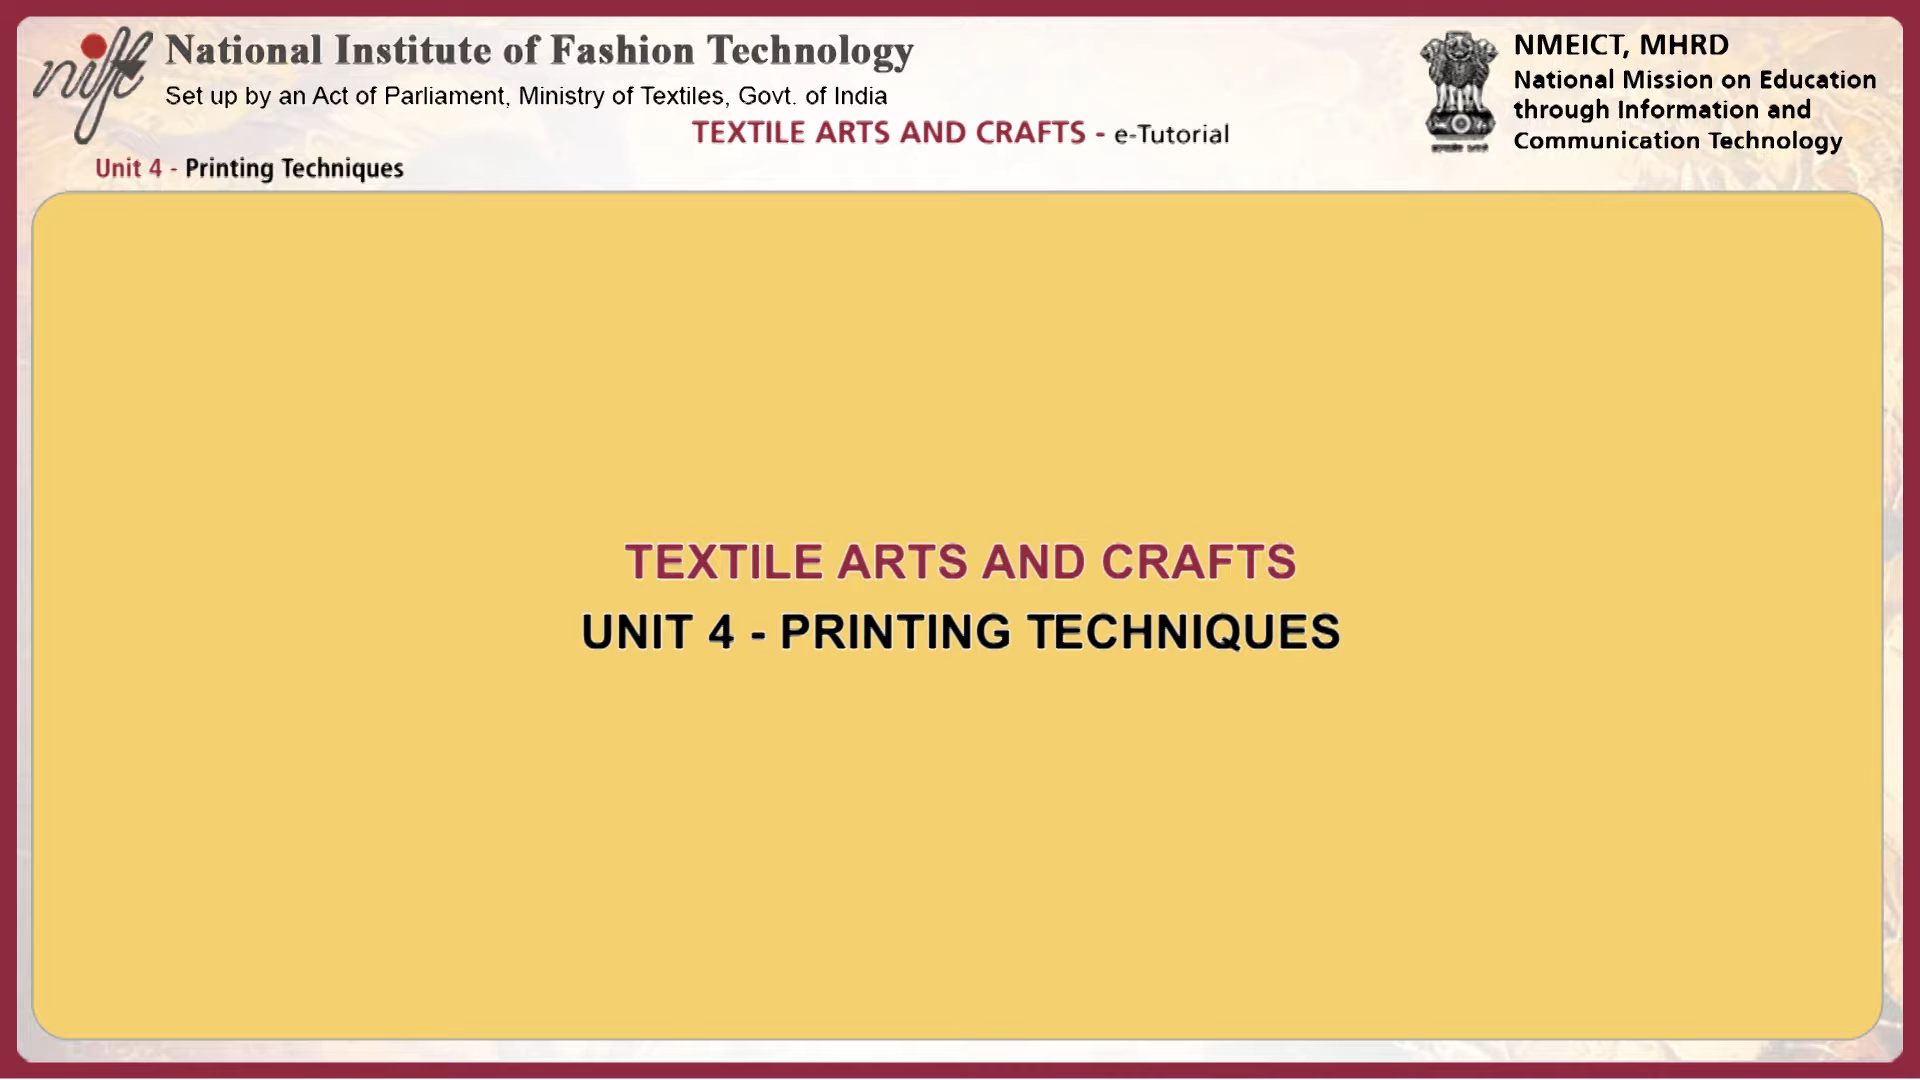 nift
National Institute of Fashion Technology
Set up by an Act of Parliament, Ministry of Textiles, Govt. of India
TEXTILE ARTS AND CRAFTS - e-Tutorial
NMEICT, MHRD
National Mission on Education
through Information and
Communication Technology
Unit 4 - Printing Techniques
TEXTILE ARTS AND CRAFTS
UNIT 4 - PRINTING TECHNIQUES